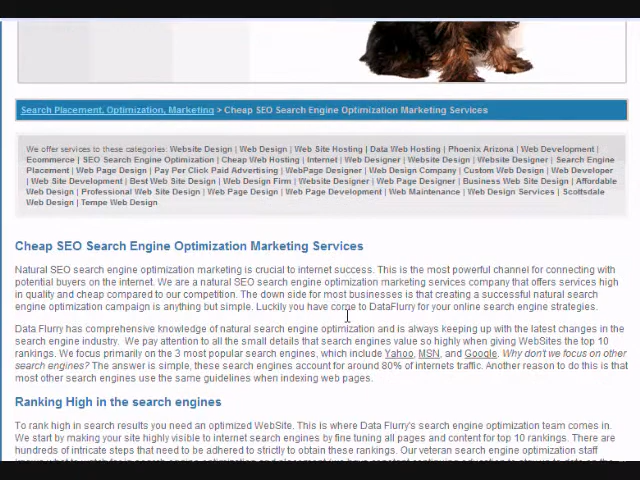 Search Placement, Optimization, Marketing > Cheap SEO Search Engine Optimization Marketing Services
We offer services to these categories: Website Design | Web Design | Web Site Hosting | Data Web Hosting | Phoenix Arizona | Web Development |
Ecommerce | SEO Search Engine Optimization | Cheap Web Hosting | Internet | Web Designer | Website Design | Website Designer | Search Engine
Placement | Web Page Design | Pay Per Click Paid Advertising | WebPage Designer | Web Design Company | Custom Web Design | Web Developer
| Web Site Development | Best Web Site Design | Web Design Firm | Website Designer | Web Page Designer | Business Web Site Design | Affordable
Web Design | Professional Web Site Design | Web Page Design | Web Page Development | Web Maintenance | Web Design Services | Scottsdale
Web Design | Tempe Web Design
Cheap SEO Search Engine Optimization Marketing Services
Natural SEO search engine optimization marketing is crucial to internet success. This is the most powerful channel for connecting with
potential buyers on the internet. We are a natural SEO search engine optimization marketing services company that offers services high
in quality and cheap compared to our competition. The down side for most businesses is that creating a successful natural search
engine optimization campaign is anything but simple. Luckily you have come to DataFlurry for your online search engine strategies.
Data Flurry has comprehensive knowledge of natural search engine optimization and is always keeping up with the latest changes in the
search engine industry. We pay attention to all the small details that search engines value so highly when giving WebSites the top 10
rankings. We focus primarily on the 3 most popular search engines, which include Yahoo, MSN, and Google. Why don't we focus on other
search engines? The answer is simple, these search engines account for around 80% of internets traffic. Another reason to do this is that
most other search engines use the same guidelines when indexing web pages.
Ranking High in the search engines
To rank high in search results you need an optimized WebSite. This is where Data Flurry's search engine optimization team comes in.
We start by making your site highly visible to internet search engines by fine tuning all pages and content for top 10 rankings. There are
hundreds of intricate steps that need to be adhered to strictly to obtain these rankings. Our veteran search engine optimization staff